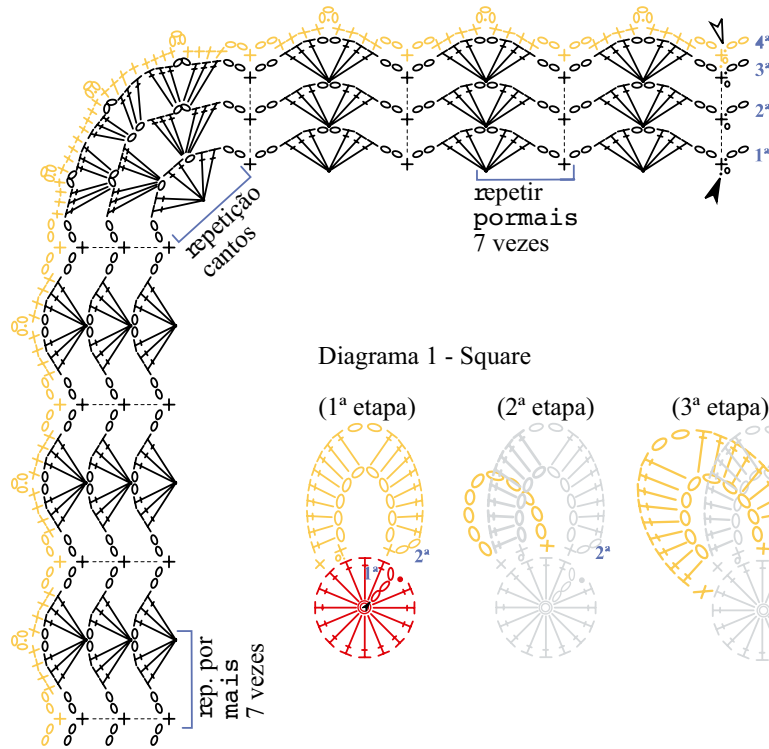 4ª
3ª
2ª
1ª
repetir
pormais
7 vezes
repetição
cantos
Diagrama 1 - Square
(1ª etapa)
(2ª etapa)
(3ª etapa)
1ª
2ª
2ª
rep. por
mais
7 vezes